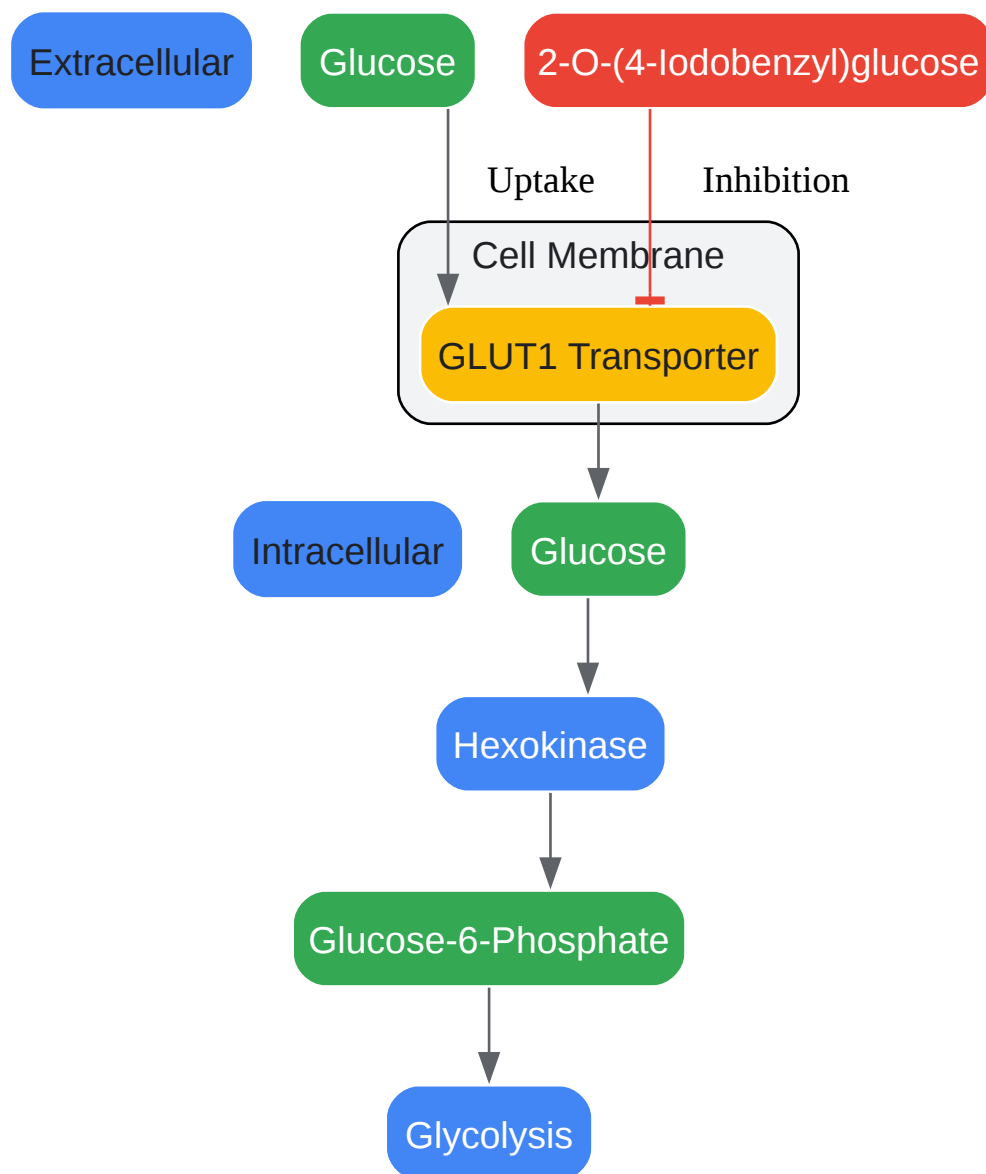 Extracellular
Glucose
2-O-(4-Iodobenzyl)glucose
Uptake
Inhibition
Cell Membrane
GLUT1 Transporter
Intracellular
Glucose
Hexokinase
Glucose-6-Phosphate
Glycolysis